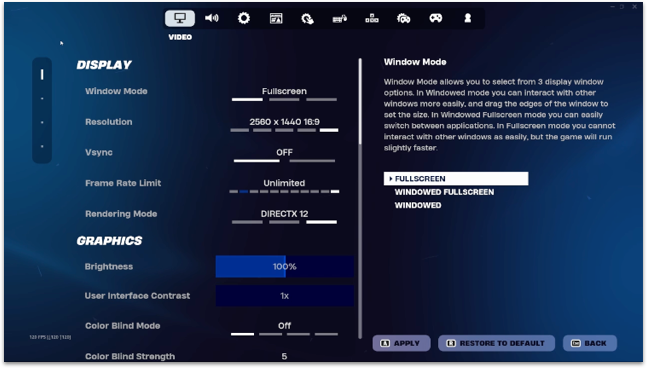 VIDEO
DISPLAY
Window Mode
Fullscreen
Resolution
2560 x 1440 16:9
Vsync
OFF
Frame Rate Limit
Unlimited
Rendering Mode
DIRECTX 12
GRAPHICS
Brightness
100%
User Interface Contrast
1x
Color Blind Mode
Off
Color Blind Strength
5
Window Mode
Window Mode allows you to select from 3 display window
options. In Windowed mode you can interact with other
windows more easily, and drag the edges of the window to
set the size. In Windowed Fullscreen mode you can easily
switch between applications. In Fullscreen mode you cannot
interact with other windows as easily, but the game will run
slightly faster.
FULLSCREEN
WINDOWED FULLSCREEN
WINDOWED
A APPLY
RESTORE TO DEFAULT
BACK